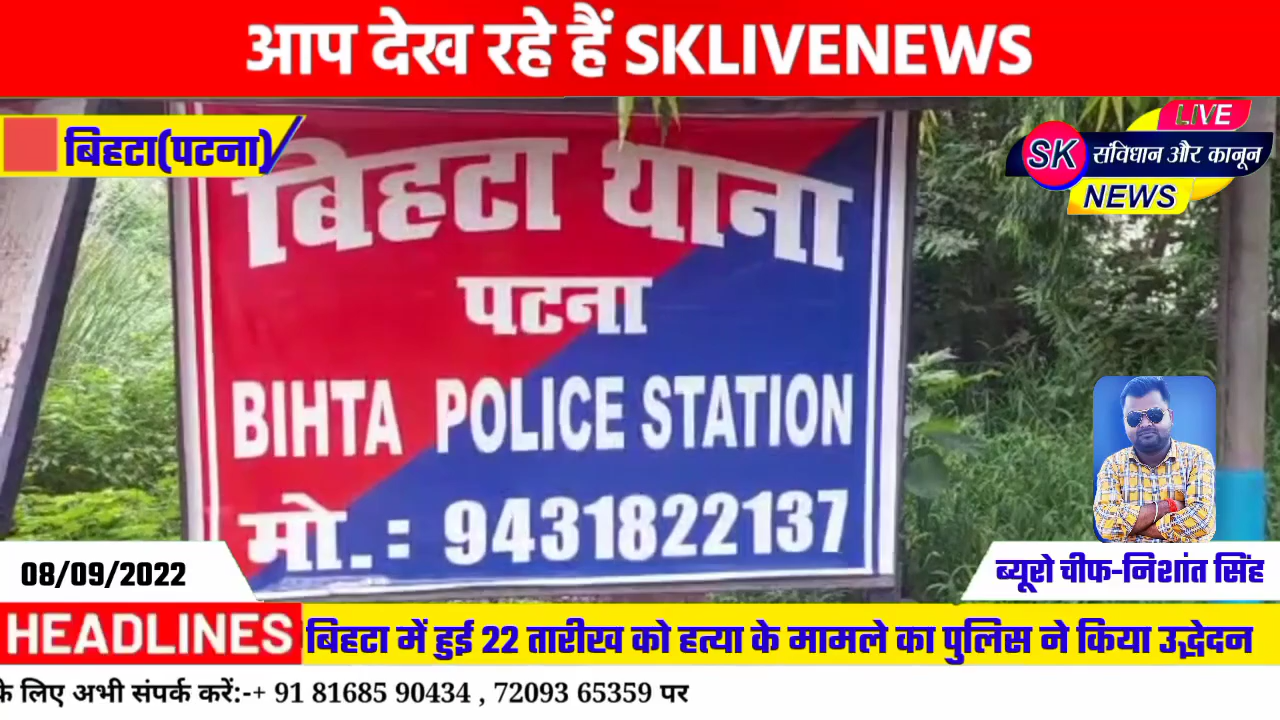 आप देख रहे हैं SKLIVENEWS
बिहटा(पटना)
LIVE
SK संविधान और कानून
NEWS
बिहटा थाना
पटना
BIHTA POLICE STATION
मो. : 9431822137
08/09/2022
ब्यूरो चीफ-निशांत सिंह
HEADLINES बिहटा में हुई 22 तारीख को हत्या के मामले का पुलिस ने किया उद्भेदन
के लिए अभी संपर्क करें:-+ 91 81685 90434 , 72093 65359 पर